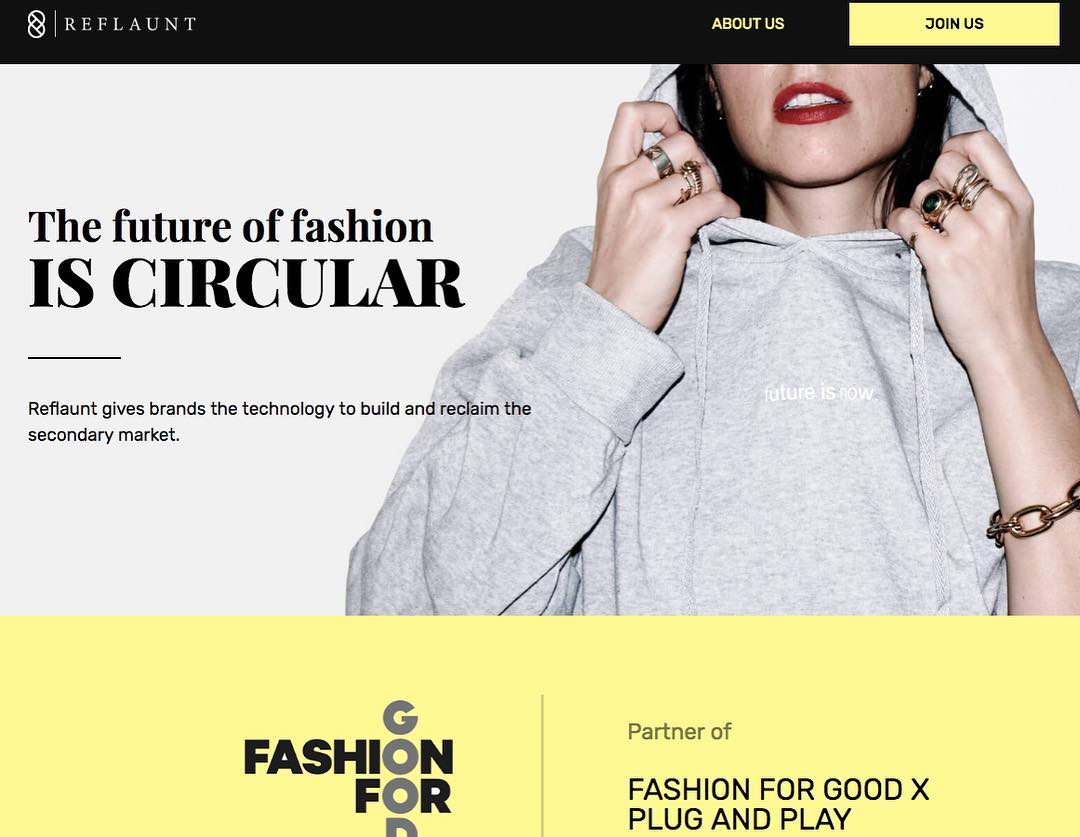 REFLAUNT
ABOUT US
JOIN US
The future of fashion
IS CIRCULAR
Reflaunt gives brands the technology to build and reclaim the
secondary market.
future is now
GOOD
FASHION
FOR
Partner of
FASHION FOR GOOD X
PLUG AND PLAY